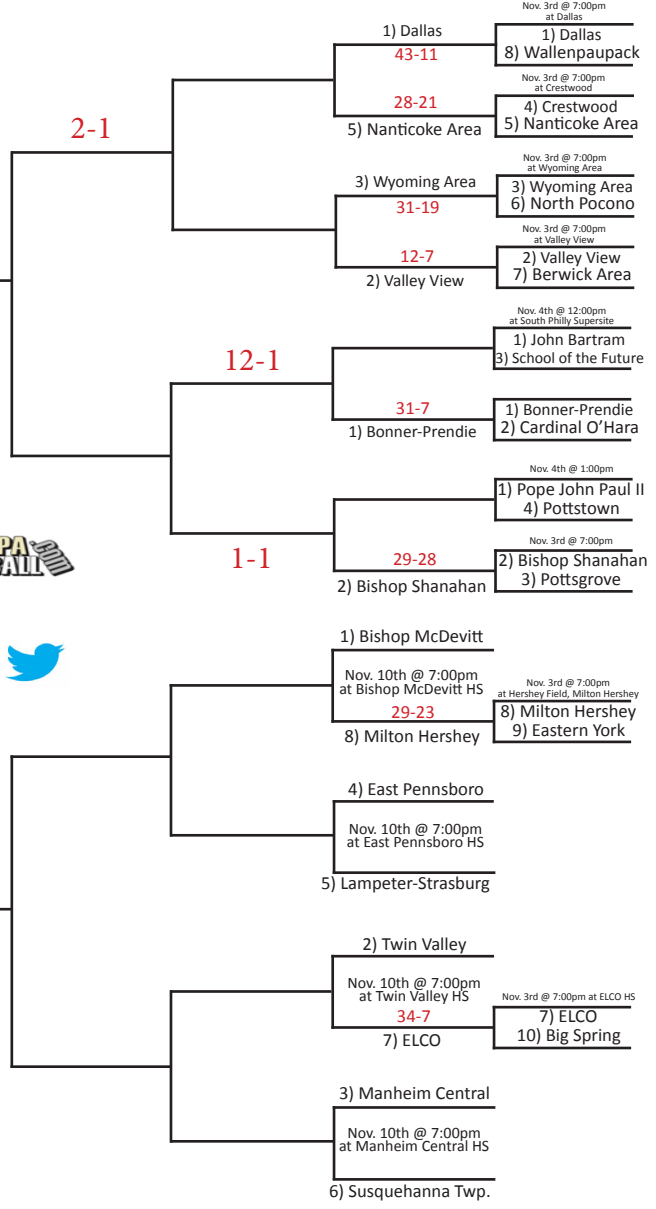 Nov. 3rd @ 7:00pm
at Dallas
1) Dallas
1) Dallas
8) Wallenpaupack
43-11
Nov. 3rd @ 7:00pm
at Crestwood
28-21
4) Crestwood
5) Nanticoke Area
5) Nanticoke Area
2-1
Nov. 3rd @ 7:00pm
at Wyoming Area
3) Wyoming Area
3) Wyoming Area
6) North Pocono
31-19
Nov. 3rd @ 7:00pm
at Valley View
12-7
2) Valley View
7) Berwick Area
2) Valley View
Nov. 4th @ 12:00pm
at South Philly Supersite
1) John Bartram
3) School of the Future
12-1
31-7
1) Bonner-Prendie
1) Bonner-Prendie
2) Cardinal O'Hara
Nov. 4th @ 1:00pm
1) Pope John Paul II
4) Pottstown
1-1
Nov. 3rd @ 7:00pm
29-28
2) Bishop Shanahan
2) Bishop Shanahan
3) Pottsgrove
PA
ALL
.com
1) Bishop McDevitt
Nov. 10th @ 7:00pm
at Bishop McDevitt HS
29-23
8) Milton Hershey
Nov. 3rd @ 7:00pm
at Hershey Field, Milton Hershey
8) Milton Hershey
9) Eastern York
4) East Pennsboro
Nov. 10th @ 7:00pm
at East Pennsboro HS
5) Lampeter-Strasburg
2) Twin Valley
Nov. 10th @ 7:00pm
at Twin Valley HS
34-7
7) ELCO
Nov. 3rd @ 7:00pm at ELCO HS
7) ELCO
10) Big Spring
3) Manheim Central
Nov. 10th @ 7:00pm
at Manheim Central HS
6) Susquehanna Twp.